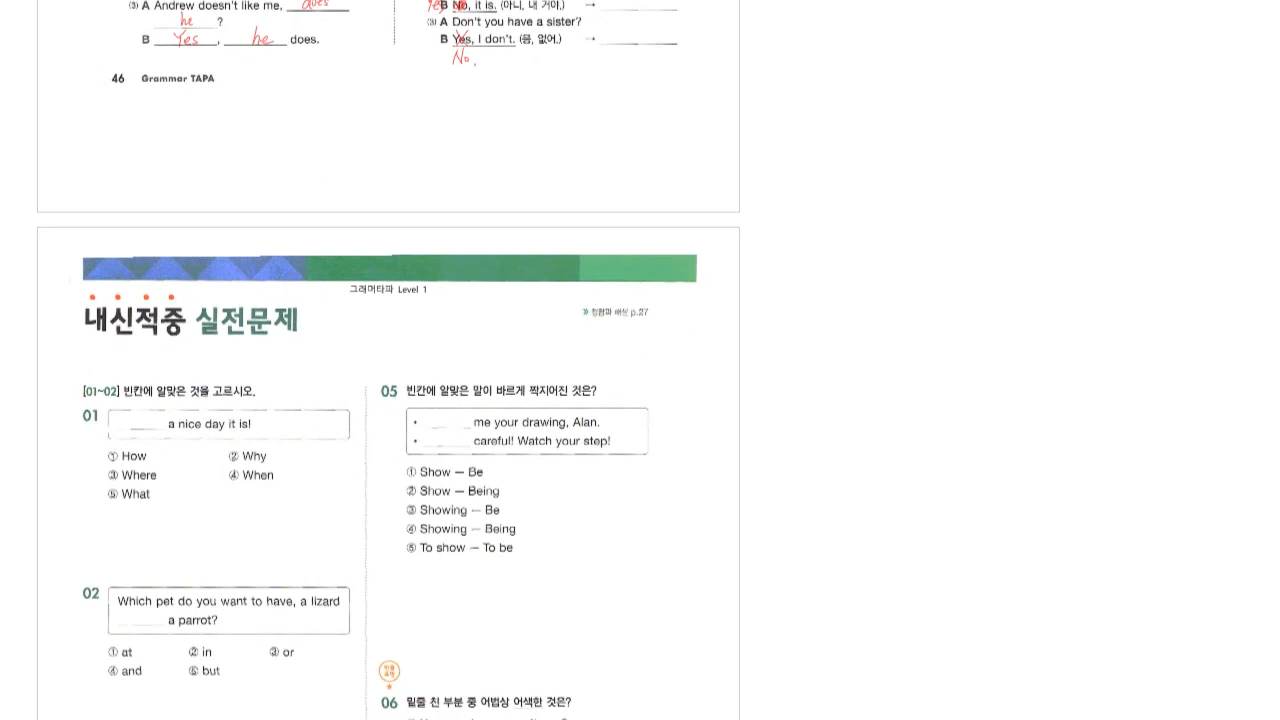 (3) A Andrew doesn't like me, does
he ?
B Yes, he does.
B No, it is. (아니, 내 거야.) →
(3) A Don't you have a sister?
B Yes, I don't. (응, 없어.) →
No.
46 Grammar TAPA
그래머타파 Level 1
내신적중 실전문제
» 정답과 해설 p.27
[01~02] 빈칸에 알맞은 것을 고르시오.
01
____ a nice day it is!
① How ② Why
③ Where ④ When
⑤ What
02
Which pet do you want to have, a lizard
____ a parrot?
① at ② in ③ or
④ and ⑤ but
05 빈칸에 알맞은 말이 바르게 짝지어진 것은?
• ____ me your drawing, Alan.
• ____ careful! Watch your step!
① Show – Be
② Show – Being
③ Showing – Be
④ Showing – Being
⑤ To show – To be
06 밑줄 친 부분 중 어법상 어색한 것은?